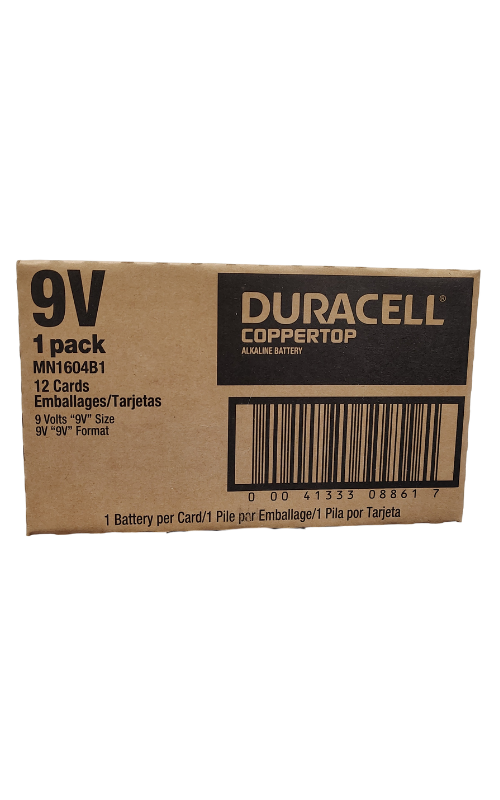 9V
1 pack
MN1604B1
12 Cards
Emballages/Tarjetas
9 Volts “9V” Size
9V “9V” Format
DURACELL®
COPPERTOP
ALKALINE BATTERY
0 00 41333 08861 7
1 Battery per Card/1 Pile par Emballage/1 Pila por Tarjeta